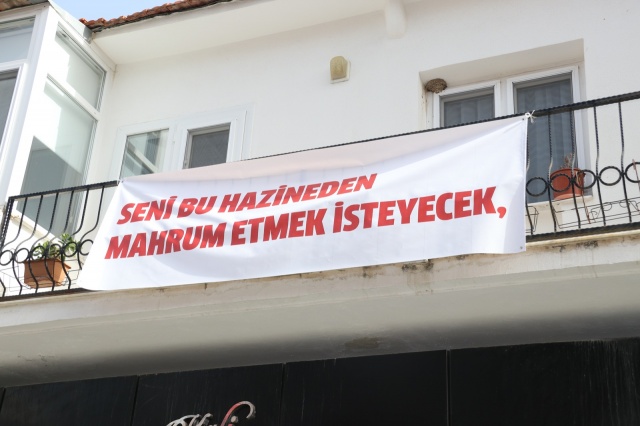 SENİ BU HAZİNEDEN
MAHRUM ETMEK İSTEYECEK,